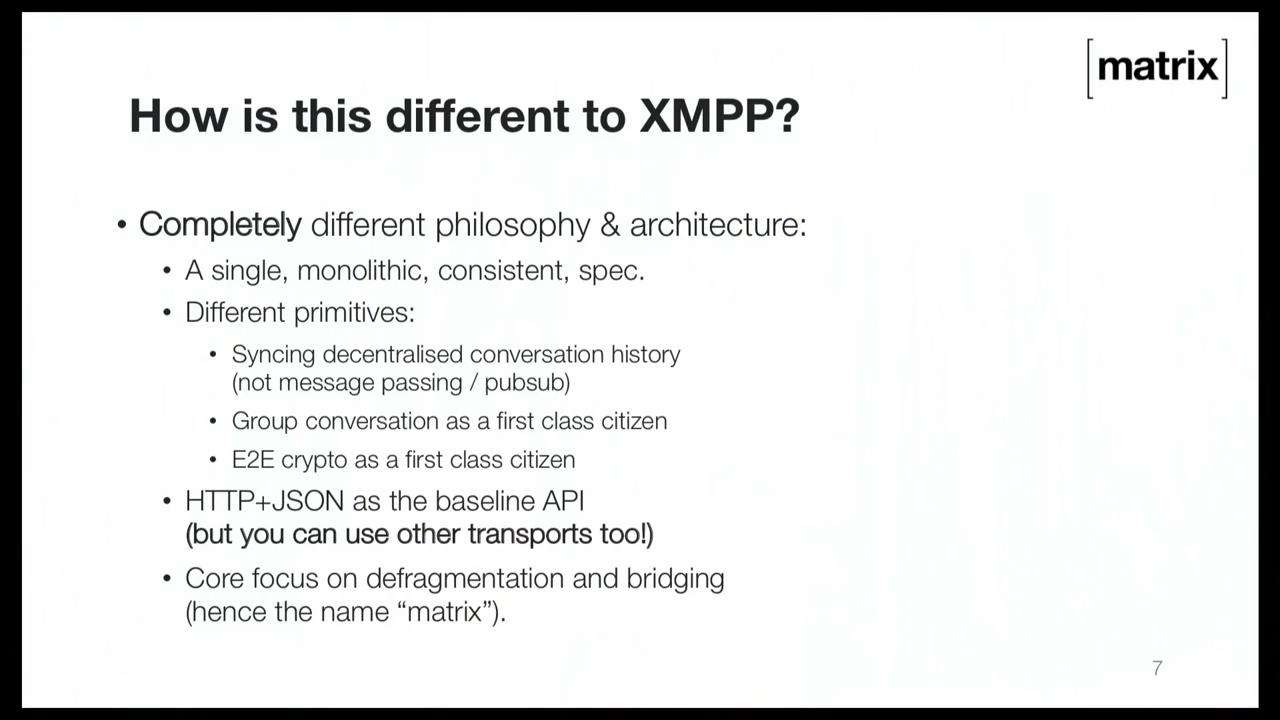 [matrix]
How is this different to XMPP?
• Completely different philosophy & architecture:
• A single, monolithic, consistent, spec.
• Different primitives:
• Syncing decentralised conversation history
(not message passing / pubsub)
• Group conversation as a first class citizen
• E2E crypto as a first class citizen
• HTTP+JSON as the baseline API
(but you can use other transports too!)
• Core focus on defragmentation and bridging
(hence the name “matrix”).
7